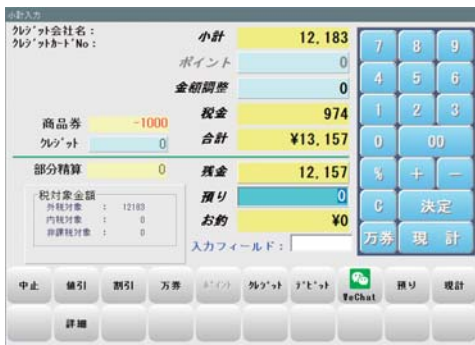 小計入力
クレジット会社名：
クレジットカードNo：
小計 12,183
ポイント 0
金額調整 0
税金 974
商品券 -1000
クレジット 0
合計 ¥13,157
部分精算 0
残金 12,157
税対象金額
外税対象 : 12183
内税対象 : 0
非課税対象 : 0
預り 0
お釣 ¥0
入力フィールド：
7 8 9
4 5 6
1 2 3
0 00
% + －
C 決定
万券 現計
中止 値引 割引 万券 ポイント クレジット デビット WeChat 預り 現計
詳細